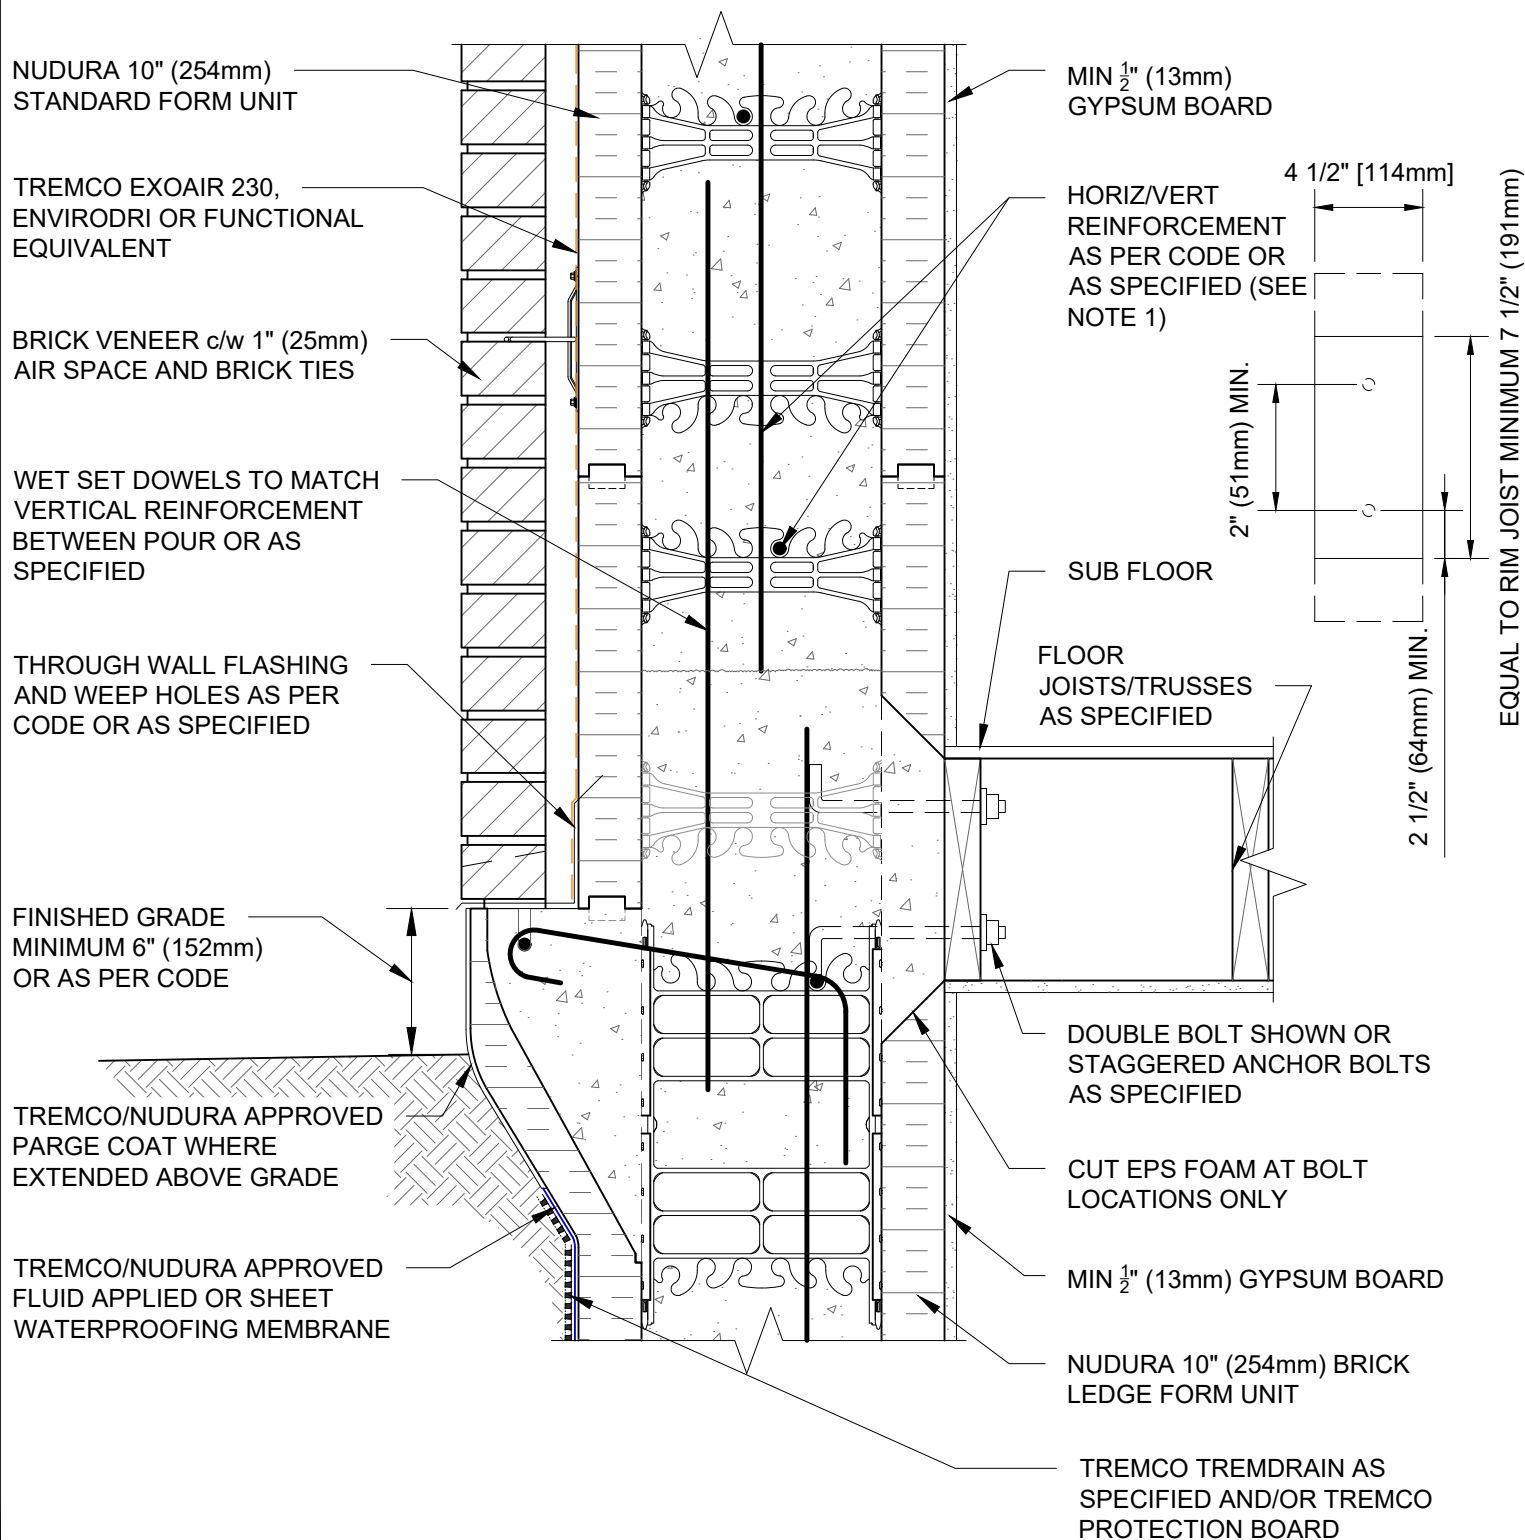 NUDURA 10" (254mm)
STANDARD FORM UNIT
TREMCO EXOAIR 230,
ENVIRODRI OR FUNCTIONAL
EQUIVALENT
BRICK VENEER c/w 1" (25mm)
AIR SPACE AND BRICK TIES
WET SET DOWELS TO MATCH
VERTICAL REINFORCEMENT
BETWEEN POUR OR AS
SPECIFIED
THROUGH WALL FLASHING
AND WEEP HOLES AS PER
CODE OR AS SPECIFIED
FINISHED GRADE
MINIMUM 6" (152mm)
OR AS PER CODE
TREMCO/NUDURA APPROVED
PARGE COAT WHERE
EXTENDED ABOVE GRADE
TREMCO/NUDURA APPROVED
FLUID APPLIED OR SHEET
WATERPROOFING MEMBRANE
MIN 1/2" (13mm)
GYPSUM BOARD
HORIZ/VERT
REINFORCEMENT
AS PER CODE OR
AS SPECIFIED (SEE
NOTE 1)
4 1/2" [114mm]
2" (51mm) MIN.
2 1/2" (64mm) MIN.
EQUAL TO RIM JOIST MINIMUM 7 1/2" (191mm)
SUB FLOOR
FLOOR
JOISTS/TRUSSES
AS SPECIFIED
DOUBLE BOLT SHOWN OR
STAGGERED ANCHOR BOLTS
AS SPECIFIED
CUT EPS FOAM AT BOLT
LOCATIONS ONLY
MIN 1/2" (13mm) GYPSUM BOARD
NUDURA 10" (254mm) BRICK
LEDGE FORM UNIT
TREMCO TREMDRAIN AS
SPECIFIED AND/OR TREMCO
PROTECTION BOARD